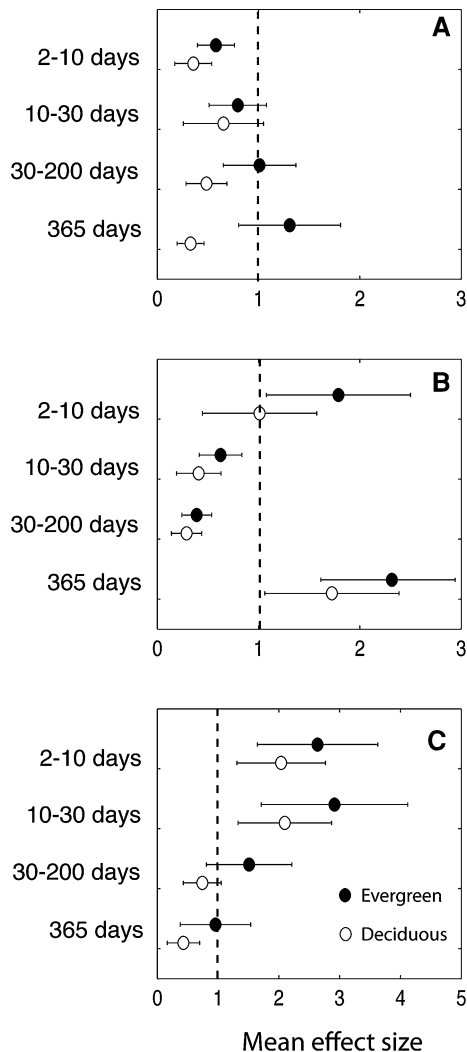 A
2-10 days
10-30 days
30-200 days
365 days
0 1 2 3
B
2-10 days
10-30 days
30-200 days
365 days
0 1 2 3
C
2-10 days
10-30 days
30-200 days
Evergreen
365 days
Deciduous
0 1 2 3 4 5
Mean effect size